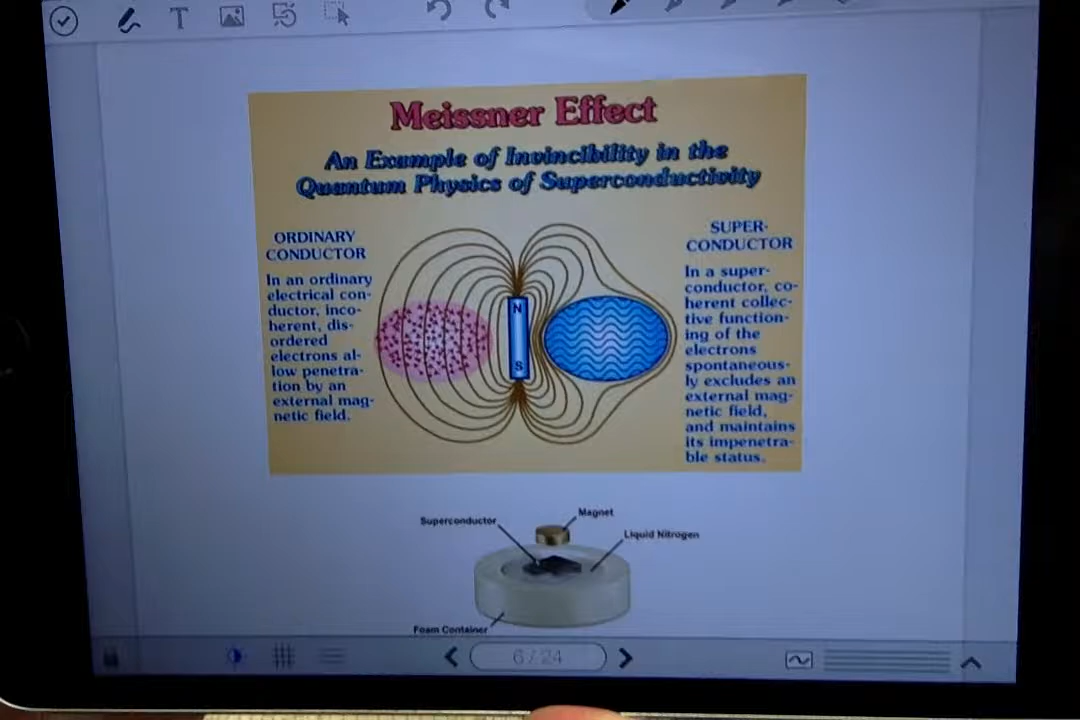 T
Meissner Effect
An Example of Invincibility in the
Quantum Physics of Superconductivity
ORDINARY
CONDUCTOR
In an ordinary
electrical con-
ductor, inco-
herent, dis-
ordered
electrons al-
low penetra-
tion by an
external mag-
netic field.
N
S
SUPER-
CONDUCTOR
In a super-
conductor, co-
herent collec-
tive function-
ing of the
electrons
spontaneous-
ly excludes an
external mag-
netic field,
and maintains
its impenetra-
ble status.
Superconductor
Magnet
Liquid Nitrogen
Foam Container
6 / 24